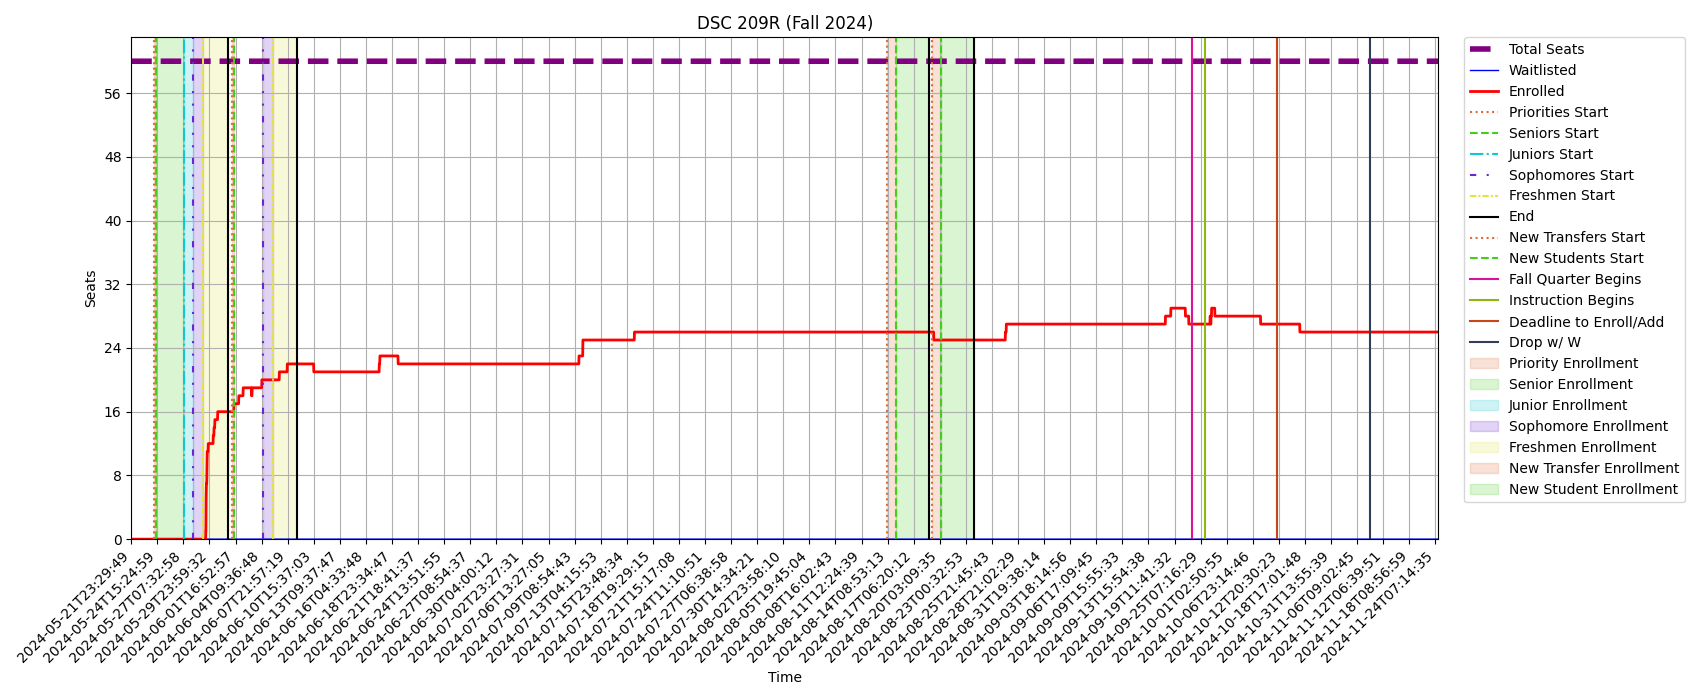 DSC 209R (Fall 2024)
Seats
56
48
40
32
24
16
8
0
2024-05-21T23:29:49
2024-05-24T15:24:59
2024-05-27T07:32:58
2024-05-29T23:59:32
2024-06-01T16:52:57
2024-06-04T09:36:48
2024-06-07T21:57:19
2024-06-10T15:37:03
2024-06-13T09:37:47
2024-06-16T04:33:48
2024-06-18T23:34:47
2024-06-21T18:41:37
2024-06-24T13:51:55
2024-06-27T08:54:37
2024-06-30T04:00:12
2024-07-02T23:27:31
2024-07-06T13:27:05
2024-07-09T08:54:43
2024-07-13T04:15:53
2024-07-15T23:48:34
2024-07-18T19:29:15
2024-07-21T15:17:08
2024-07-24T11:10:51
2024-07-27T06:38:58
2024-07-30T14:34:21
2024-08-02T23:58:10
2024-08-05T19:45:04
2024-08-08T16:02:43
2024-08-11T12:24:39
2024-08-14T08:53:13
2024-08-17T06:20:12
2024-08-20T03:09:35
2024-08-23T00:32:53
2024-08-25T21:45:43
2024-08-28T21:02:29
2024-08-31T19:38:14
2024-09-03T18:14:56
2024-09-06T17:09:45
2024-09-09T15:55:33
2024-09-13T15:54:38
2024-09-19T11:41:32
2024-09-25T07:16:29
2024-10-01T02:50:55
2024-10-06T23:14:46
2024-10-12T20:30:23
2024-10-18T17:01:48
2024-10-31T13:55:39
2024-11-06T09:02:45
2024-11-12T06:39:51
2024-11-18T08:56:59
2024-11-24T07:14:35
Time
Total Seats
Waitlisted
Enrolled
Priorities Start
Seniors Start
Juniors Start
Sophomores Start
Freshmen Start
End
New Transfers Start
New Students Start
Fall Quarter Begins
Instruction Begins
Deadline to Enroll/Add
Drop w/ W
Priority Enrollment
Senior Enrollment
Junior Enrollment
Sophomore Enrollment
Freshmen Enrollment
New Transfer Enrollment
New Student Enrollment